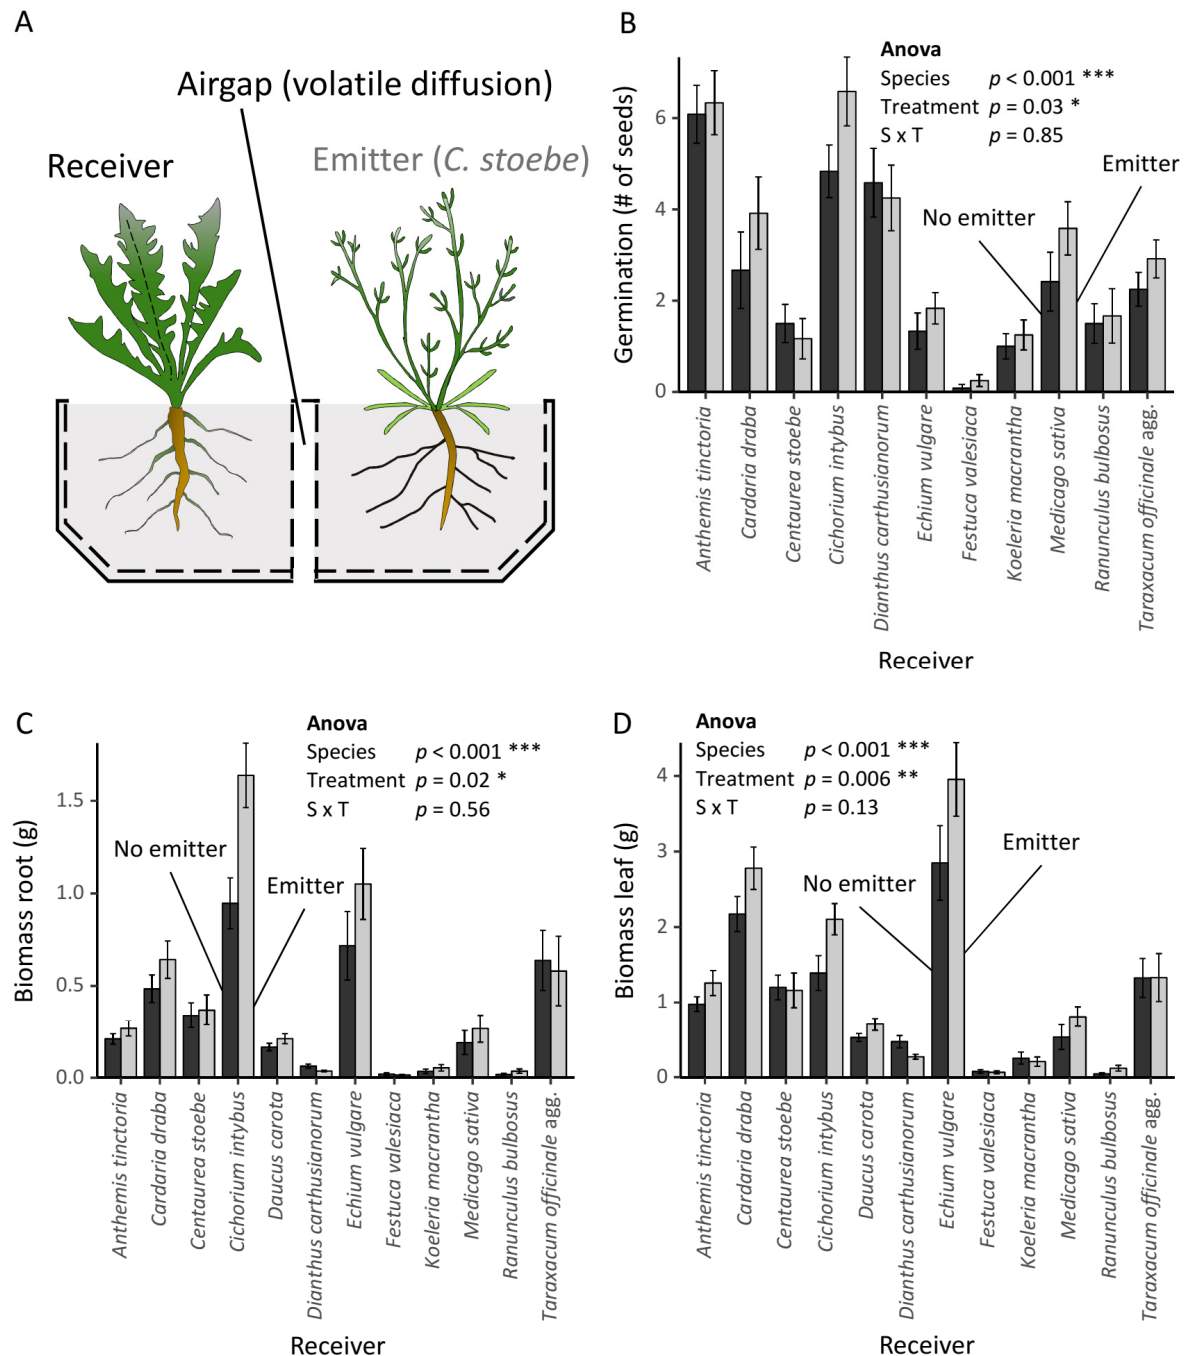 A
Airgap (volatile diffusion)
Receiver
Emitter (C. stoebe)
B
Anova
Species p < 0.001 ***
Treatment p = 0.03 *
S x T p = 0.85
Emitter
No emitter
Germination (# of seeds)
6
4
2
0
Anthemis tinctoria
Cardaria draba
Centaurea stoebe
Cichorium intybus
Dianthus carthusianorum
Echium vulgare
Festuca valesiaca
Koeleria macrantha
Medicago sativa
Ranunculus bulbosus
Taraxacum officinale agg.
Receiver
C
Anova
Species p < 0.001 ***
Treatment p = 0.02 *
S x T p = 0.56
No emitter
Emitter
Biomass root (g)
1.5
1.0
0.5
0.0
Anthemis tinctoria
Cardaria draba
Centaurea stoebe
Cichorium intybus
Daucus carota
Dianthus carthusianorum
Echium vulgare
Festuca valesiaca
Koeleria macrantha
Medicago sativa
Ranunculus bulbosus
Taraxacum officinale agg.
Receiver
D
Anova
Species p < 0.001 ***
Treatment p = 0.006 **
S x T p = 0.13
Emitter
No emitter
Biomass leaf (g)
4
3
2
1
0
Anthemis tinctoria
Cardaria draba
Centaurea stoebe
Cichorium intybus
Daucus carota
Dianthus carthusianorum
Echium vulgare
Festuca valesiaca
Koeleria macrantha
Medicago sativa
Ranunculus bulbosus
Taraxacum officinale agg.
Receiver